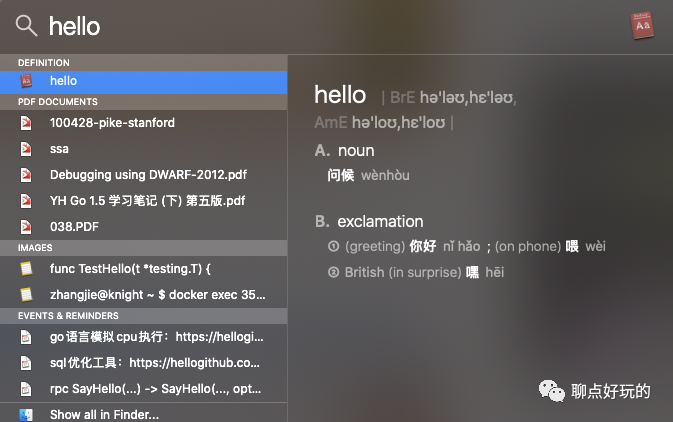 hello
DEFINITION
hello
PDF DOCUMENTS
100428-pike-stanford
ssa
Debugging using DWARF-2012.pdf
YH Go 1.5 学习笔记 (下) 第五版.pdf
038.PDF
IMAGES
func TestHello(t *testing.T) {
zhangjie@knight ~ $ docker exec 35...
EVENTS & REMINDERS
go语言模拟cpu执行：https://hellogi...
sql优化工具：https://hellogithub.co...
rpc SayHello(...) -> SayHello(..., opt...
Show all in Finder...
hello | BrE həˈləʊ,hɛˈləʊ,
AmE həˈloʊ,hɛˈloʊ |
A. noun
问候 wènhòu
B. exclamation
① (greeting) 你好 nǐ hǎo ; (on phone) 喂 wèi
② British (in surprise) 嘿 hēi
聊点好玩的